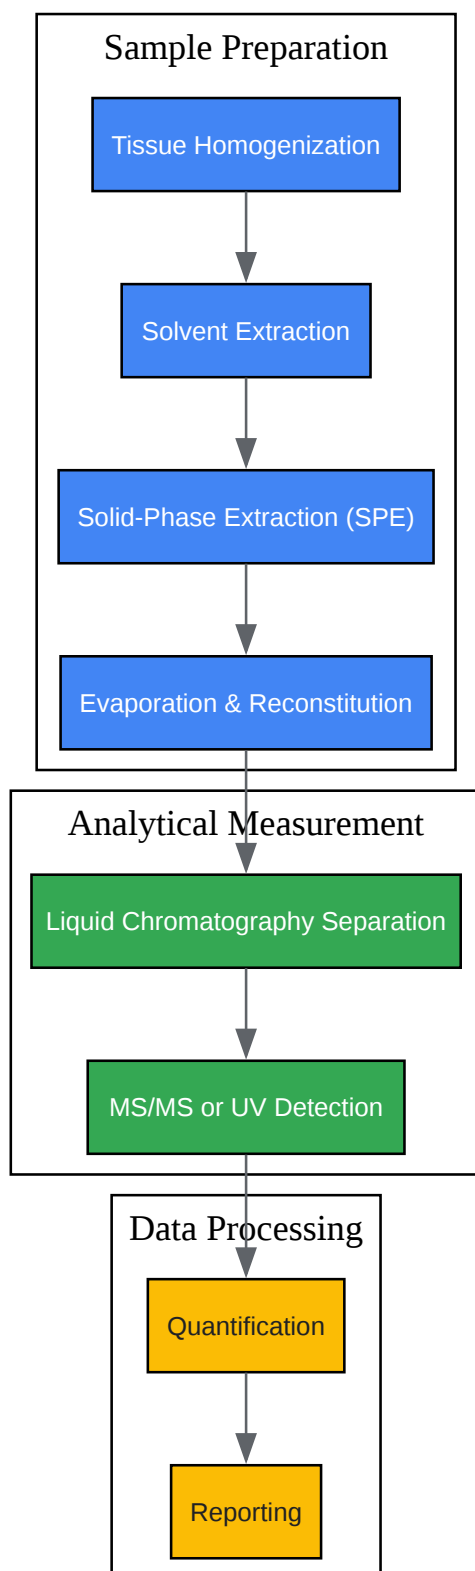 Sample Preparation
Tissue Homogenization
Solvent Extraction
Solid-Phase Extraction (SPE)
Evaporation & Reconstitution
Analytical Measurement
Liquid Chromatography Separation
MS/MS or UV Detection
Data Processing
Quantification
Reporting